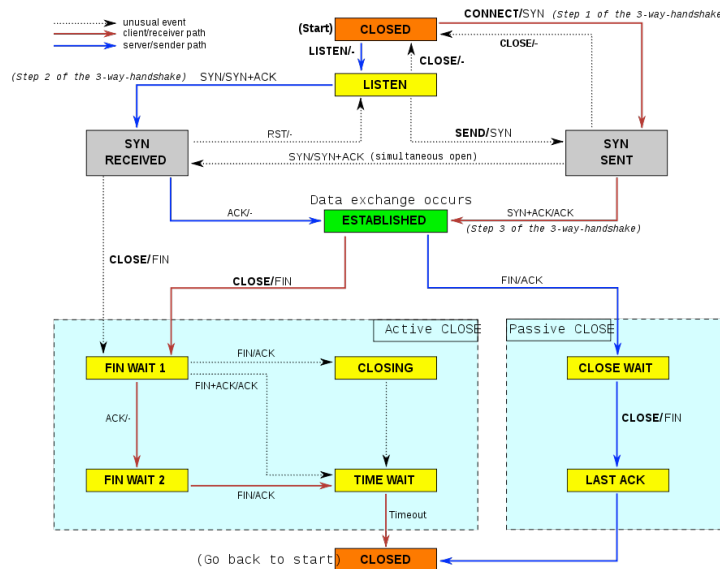 unusual event
client/receiver path
server/sender path
(Start)
CLOSED
CONNECT/SYN (Step 1 of the 3-way-handshake)
CLOSE/-
LISTEN/-
CLOSE/-
(Step 2 of the 3-way-handshake)
SYN/SYN+ACK
LISTEN
RST/-
SEND/SYN
SYN
RECEIVED
SYN
SENT
SYN/SYN+ACK (simultaneous open)
Data exchange occurs
ACK/-
ESTABLISHED
SYN+ACK/ACK
(Step 3 of the 3-way-handshake)
CLOSE/FIN
CLOSE/FIN
FIN/ACK
Active CLOSE
Passive CLOSE
FIN WAIT 1
FIN/ACK
FIN+ACK/ACK
CLOSING
CLOSE WAIT
ACK/-
CLOSE/FIN
FIN WAIT 2
FIN/ACK
TIME WAIT
LAST ACK
Timeout
(Go back to start)
CLOSED